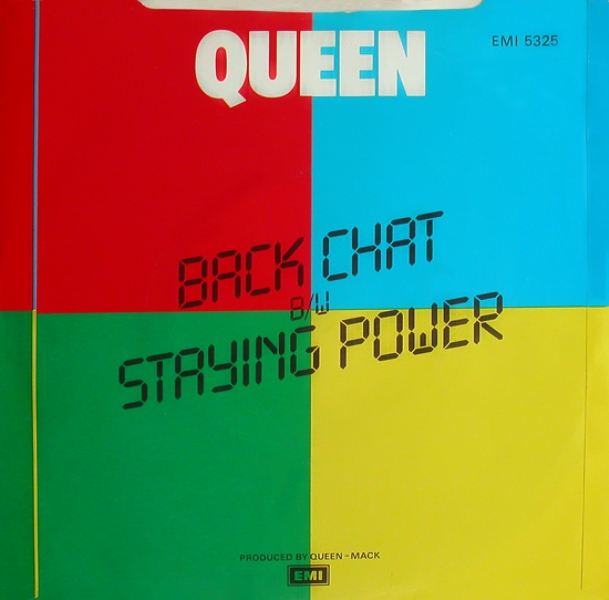 QUEEN
EMI 5325
BACK CHAT
B/W
STAYING POWER
PRODUCED BY QUEEN - MACK
EMI